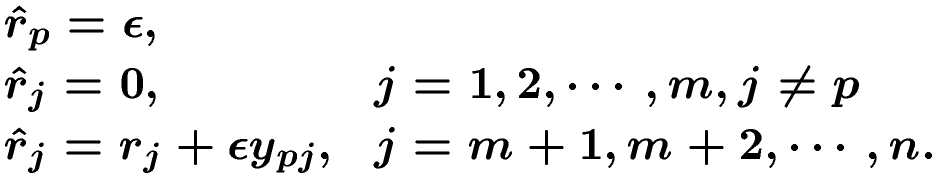 r̂_p = ϵ,
r̂_j = 0, j = 1, 2, ⋯ , m, j ≠ p
r̂_j = r_j + ϵy_{pj}, j = m + 1, m + 2, ⋯ , n.